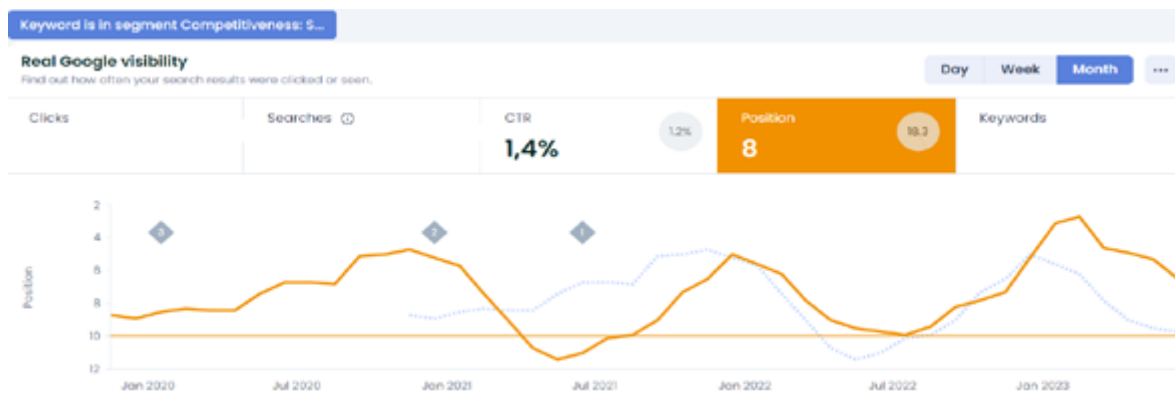 Keyword is in segment Competitiveness: S...
Real Google visibility
Find out how often your search results were clicked or seen.
Day Week Month ...
Clicks Searches CTR Position Keywords
1,4% 1.2% 8 18.3
2
4
6
8
10
12
Position
3 2 1
Jan 2020 Jul 2020 Jan 2021 Jul 2021 Jan 2022 Jul 2022 Jan 2023